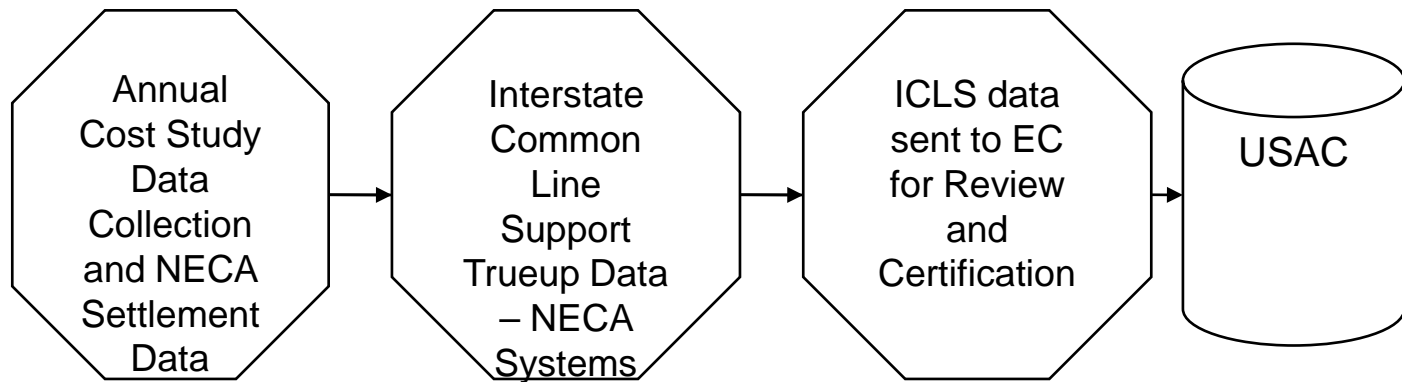 Annual
Cost Study
Data
Collection
and NECA
Settlement
Data
Interstate
Common
Line
Support
Trueup Data
– NECA
Systems
ICLS data
sent to EC
for Review
and
Certification
USAC